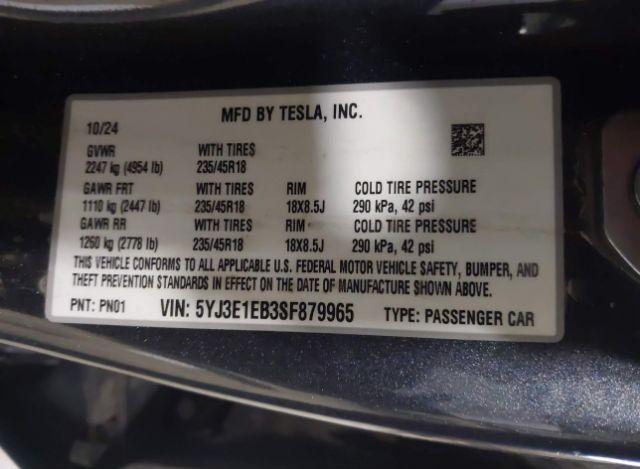 MFD BY TESLA, INC.
10/24
GVWR WITH TIRES
2247 kg (4954 lb) 235/45R18
GAWR FRT WITH TIRES RIM COLD TIRE PRESSURE
1110 kg (2447 lb) 235/45R18 18X8.5J 290 kPa, 42 psi
GAWR RR WITH TIRES RIM COLD TIRE PRESSURE
1260 kg (2778 lb) 235/45R18 18X8.5J 290 kPa, 42 psi
THIS VEHICLE CONFORMS TO ALL APPLICABLE U.S. FEDERAL MOTOR VEHICLE SAFETY, BUMPER, AND
THEFT PREVENTION STANDARDS IN EFFECT ON THE DATE OF MANUFACTURE SHOWN ABOVE.
PNT: PN01 VIN: 5YJ3E1EB3SF879965 TYPE: PASSENGER CAR